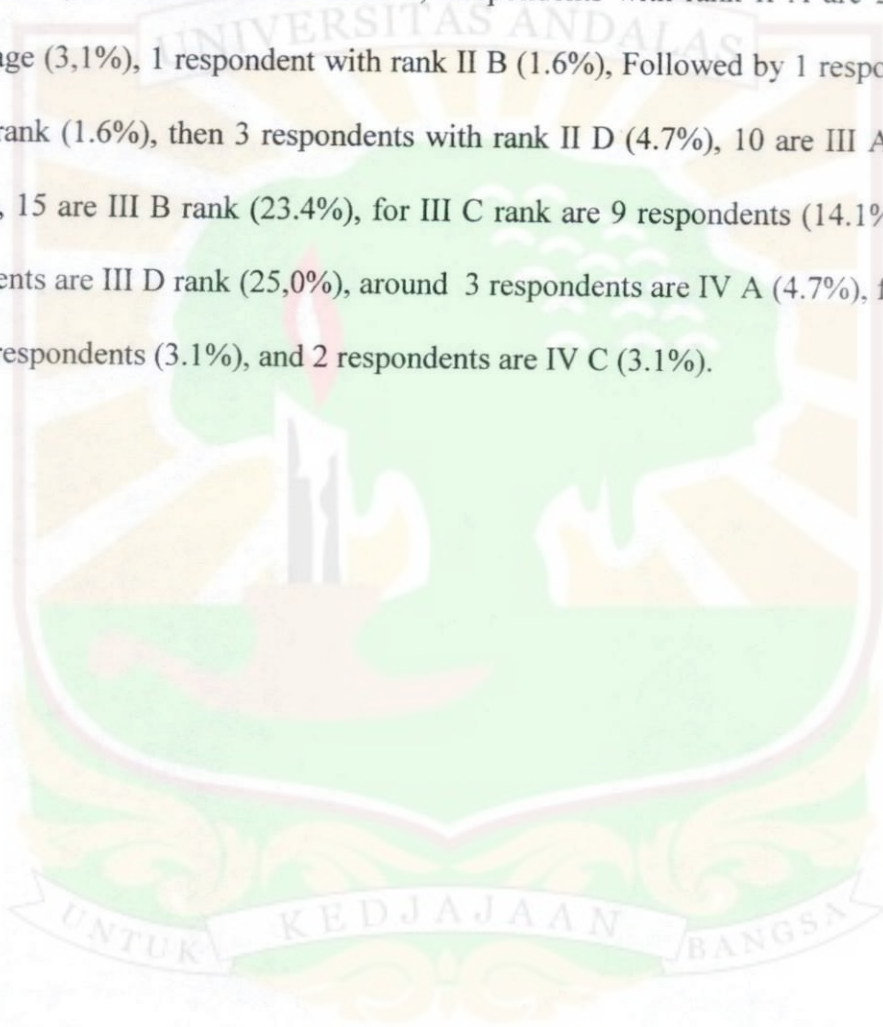 UNIVERSITAS ANDALAS
(3,1%), 1 respondent with rank II B (1.6%), Followed by 1
rank (1.6%), then 3 respondents with rank II D (4.7%), 10 are III A
, 15 are III B rank (23.4%), for III C rank are 9 respondents (14.1%
are III D rank (25,0%), around 3 respondents are IV A (4.7%),
respondents (3.1%), and 2 respondents are IV C (3.1%).
UNTUK KEDJAJAAN BANGSA